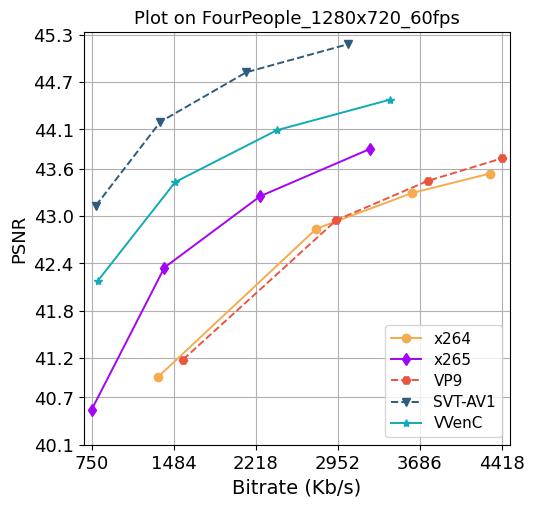 Plot on FourPeople_1280x720_60fps
45.3
44.7
44.1
43.6
43.0
42.4
41.8
41.2
40.7
40.1
PSNR
x264
x265
VP9
SVT-AV1
VVenC
750 1484 2218 2952 3686 4418
Bitrate (Kb/s)